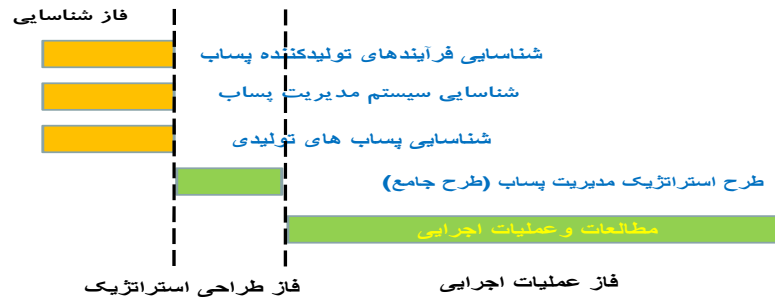 فاز شناسایی
شناسایی فرآیندهای تولیدکننده پساب
شناسایی سیستم مدیریت پساب
شناسایی پساب های تولیدی
طرح استراتژیک مدیریت پساب (طرح جامع)
مطالعات و عملیات اجرایی
فاز عملیات اجرایی
فاز طراحی استراتژیک